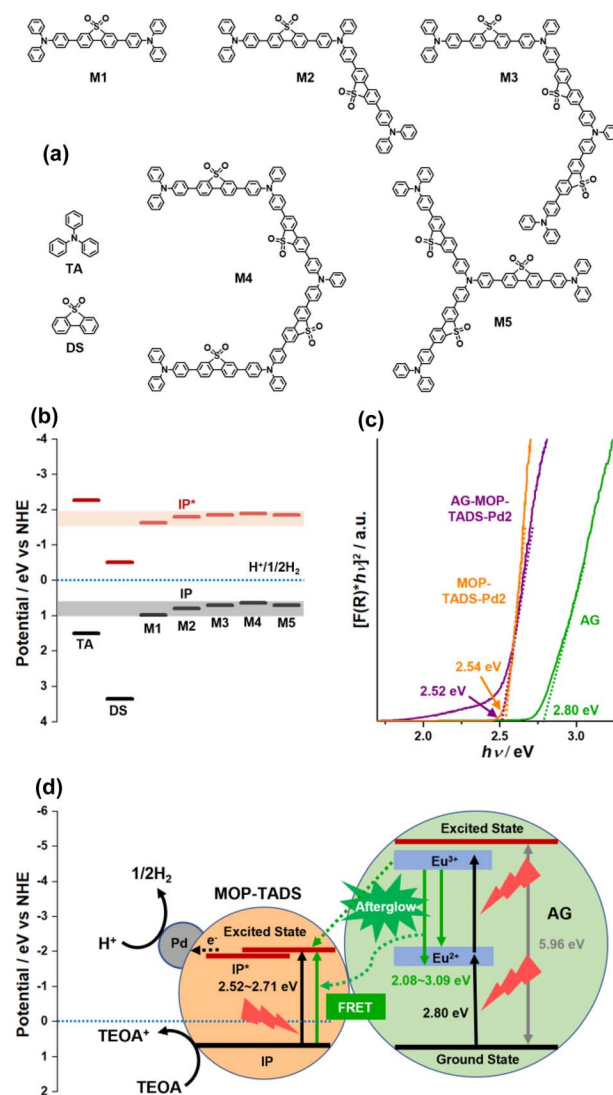 M1
M2
M3
(a)
TA
DS
M4
M5
(b)
Potential / eV vs NHE
-4
-3
-2
-1
0
1
2
3
4
IP*
H+/1/2H2
IP
TA
DS
M1
M2
M3
M4
M5
(c)
[F(R)*hν]2 / a.u.
AG-MOP-
TADS-Pd2
MOP-
TADS-Pd2
AG
2.54 eV
2.52 eV
2.80 eV
2.0
2.5
3.0
hν / eV
(d)
Potential / eV vs NHE
-6
-5
-4
-3
-2
-1
0
1
2
1/2H2
H+
Pd
e-
MOP-TADS
Excited State
IP*
2.52~2.71 eV
IP
TEOA+
TEOA
FRET
Afterglow
Excited State
Eu3+
AG
5.96 eV
Eu2+
2.08~3.09 eV
2.80 eV
Ground State